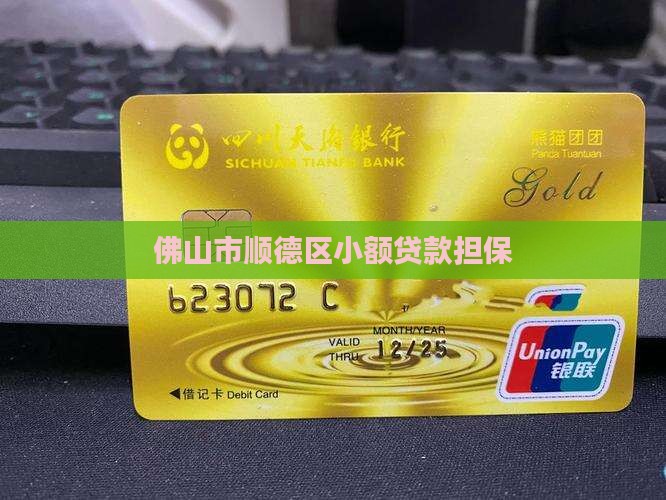 四川天府银行
SICHUAN TIANFU BANK
熊猫团团
Panda Tuantuan
Gold
佛山市顺德区小额贷款担保
623072 C
MONTH/YEAR
VALID
THRU
12/25
UnionPay
银联
◀借记卡 Debit Card